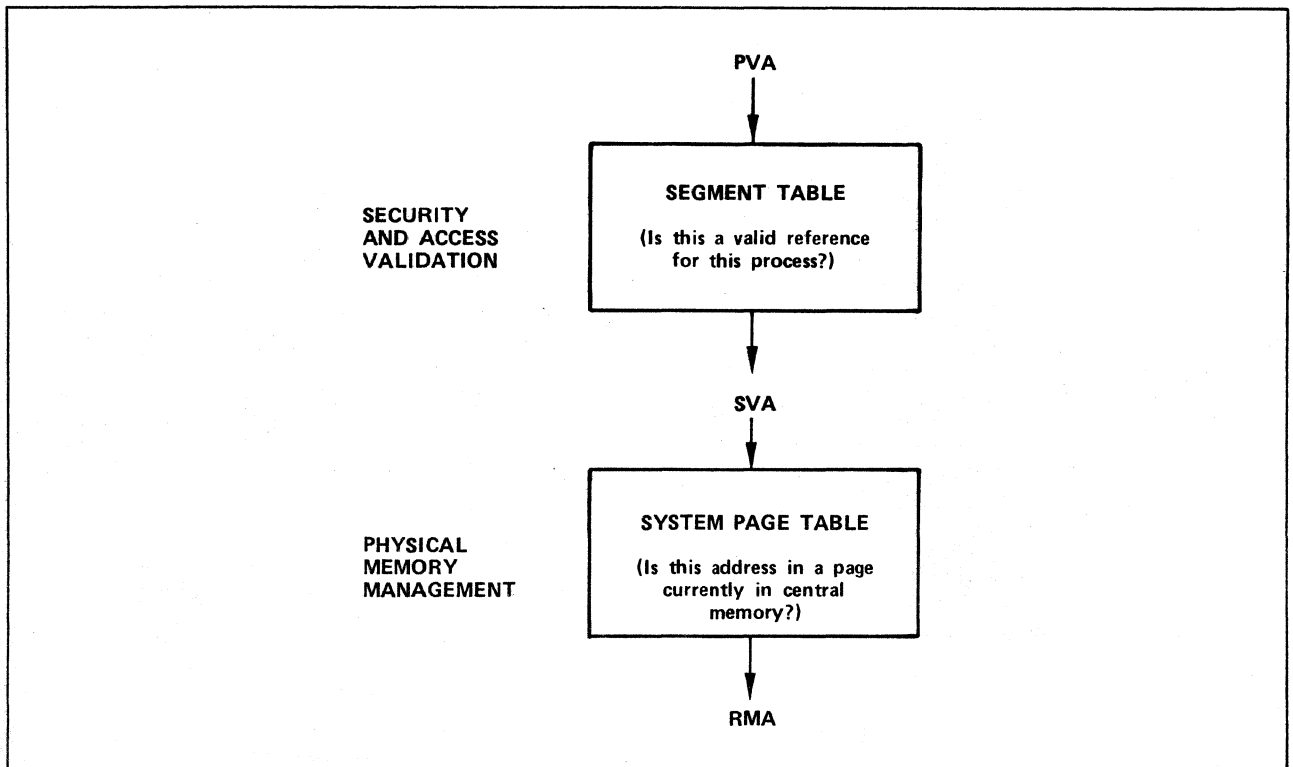 PVA
SECURITY
AND ACCESS
VALIDATION
SEGMENT TABLE
(Is this a valid reference
for this process?)
SVA
PHYSICAL
MEMORY
MANAGEMENT
SYSTEM PAGE TABLE
(Is this address in a page
currently in central
memory?)
RMA